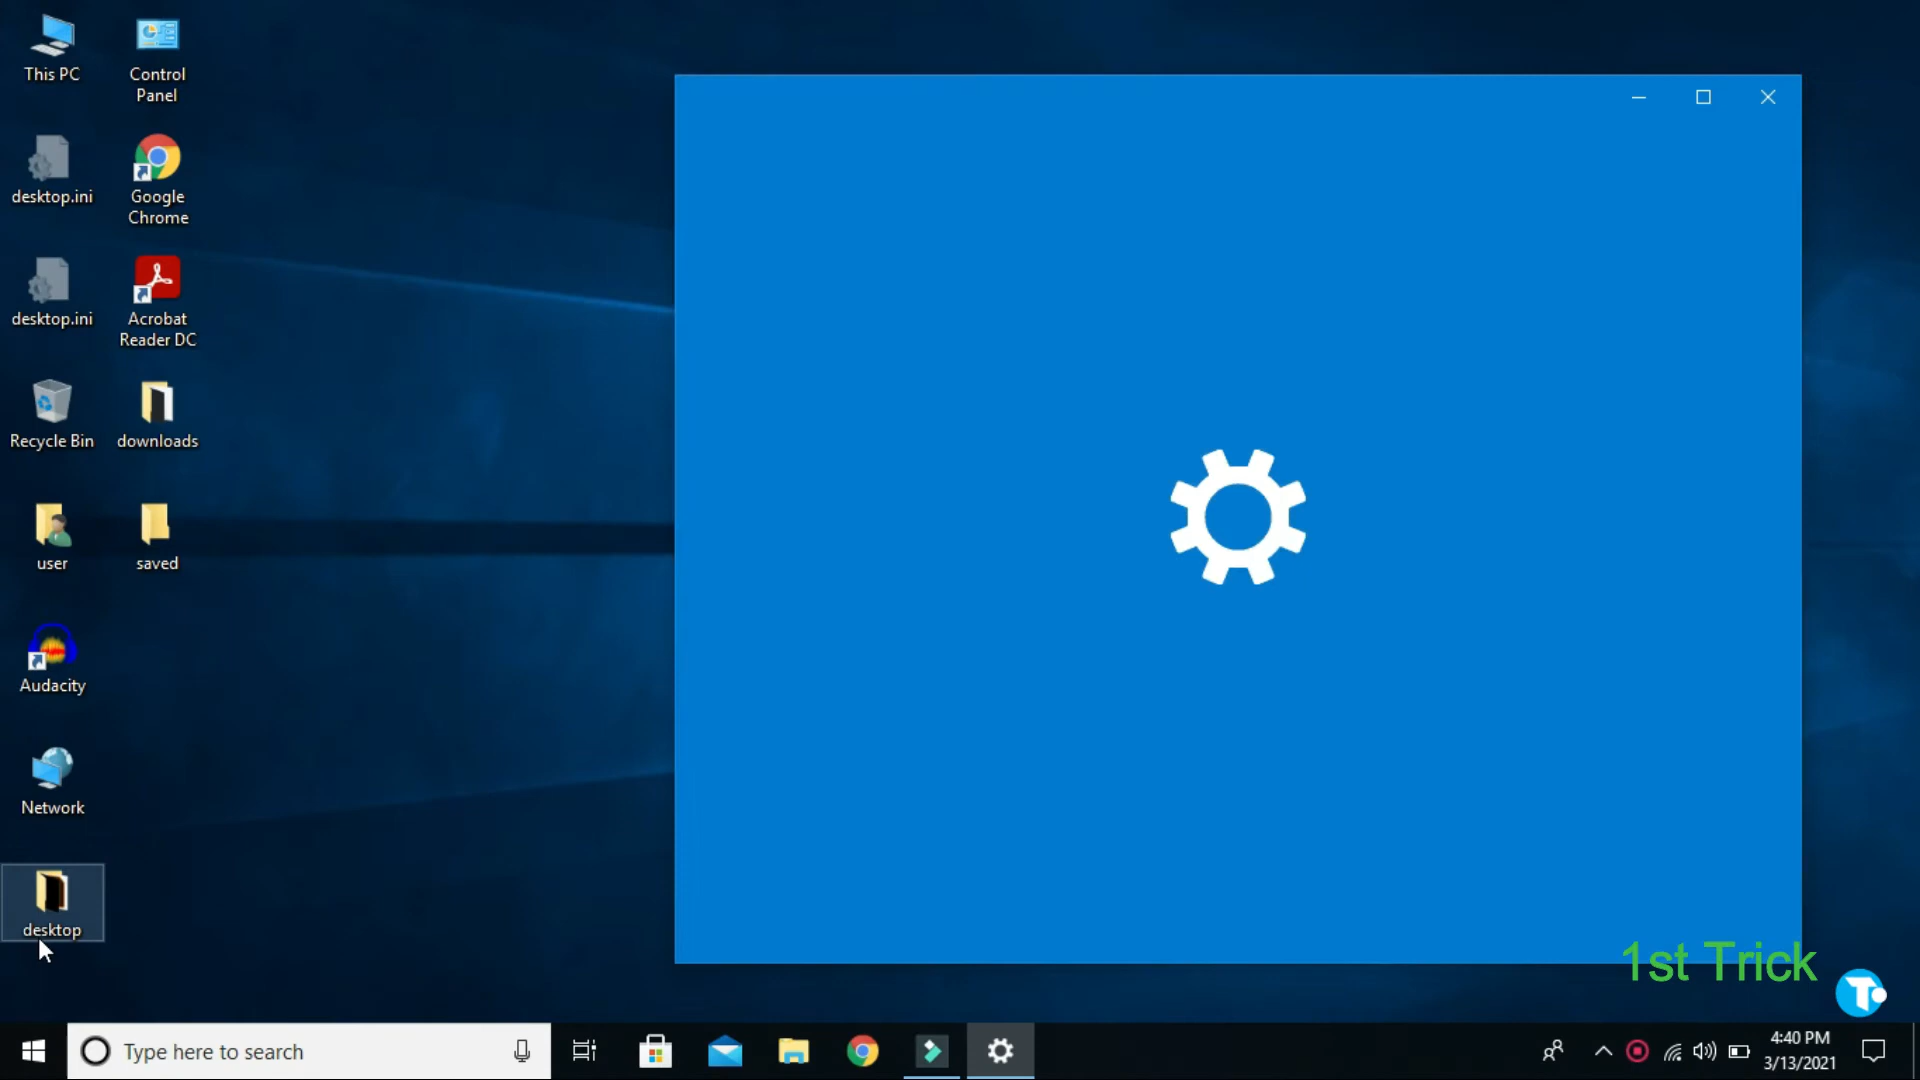 This PC
Control
Panel
desktop.ini
Google
Chrome
desktop.ini
Acrobat
Reader DC
Recycle Bin
downloads
user
saved
Audacity
Network
desktop
1st Trick
Type here to search
4:40 PM
3/13/2021